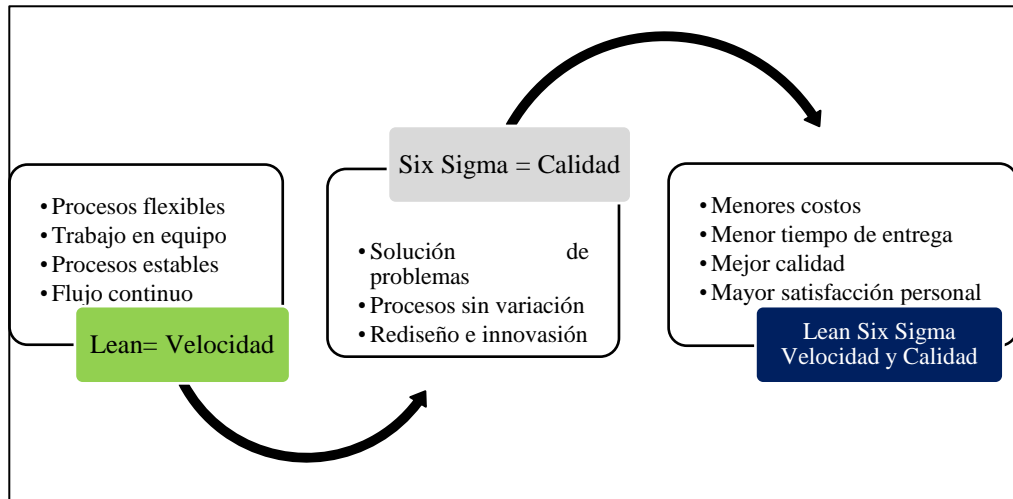 • Procesos flexibles
• Trabajo en equipo
• Procesos estables
• Flujo continuo
Lean= Velocidad
Six Sigma = Calidad
• Solución de
problemas
• Procesos sin variación
• Rediseño e innovasión
• Menores costos
• Menor tiempo de entrega
• Mejor calidad
• Mayor satisfacción personal
Lean Six Sigma
Velocidad y Calidad